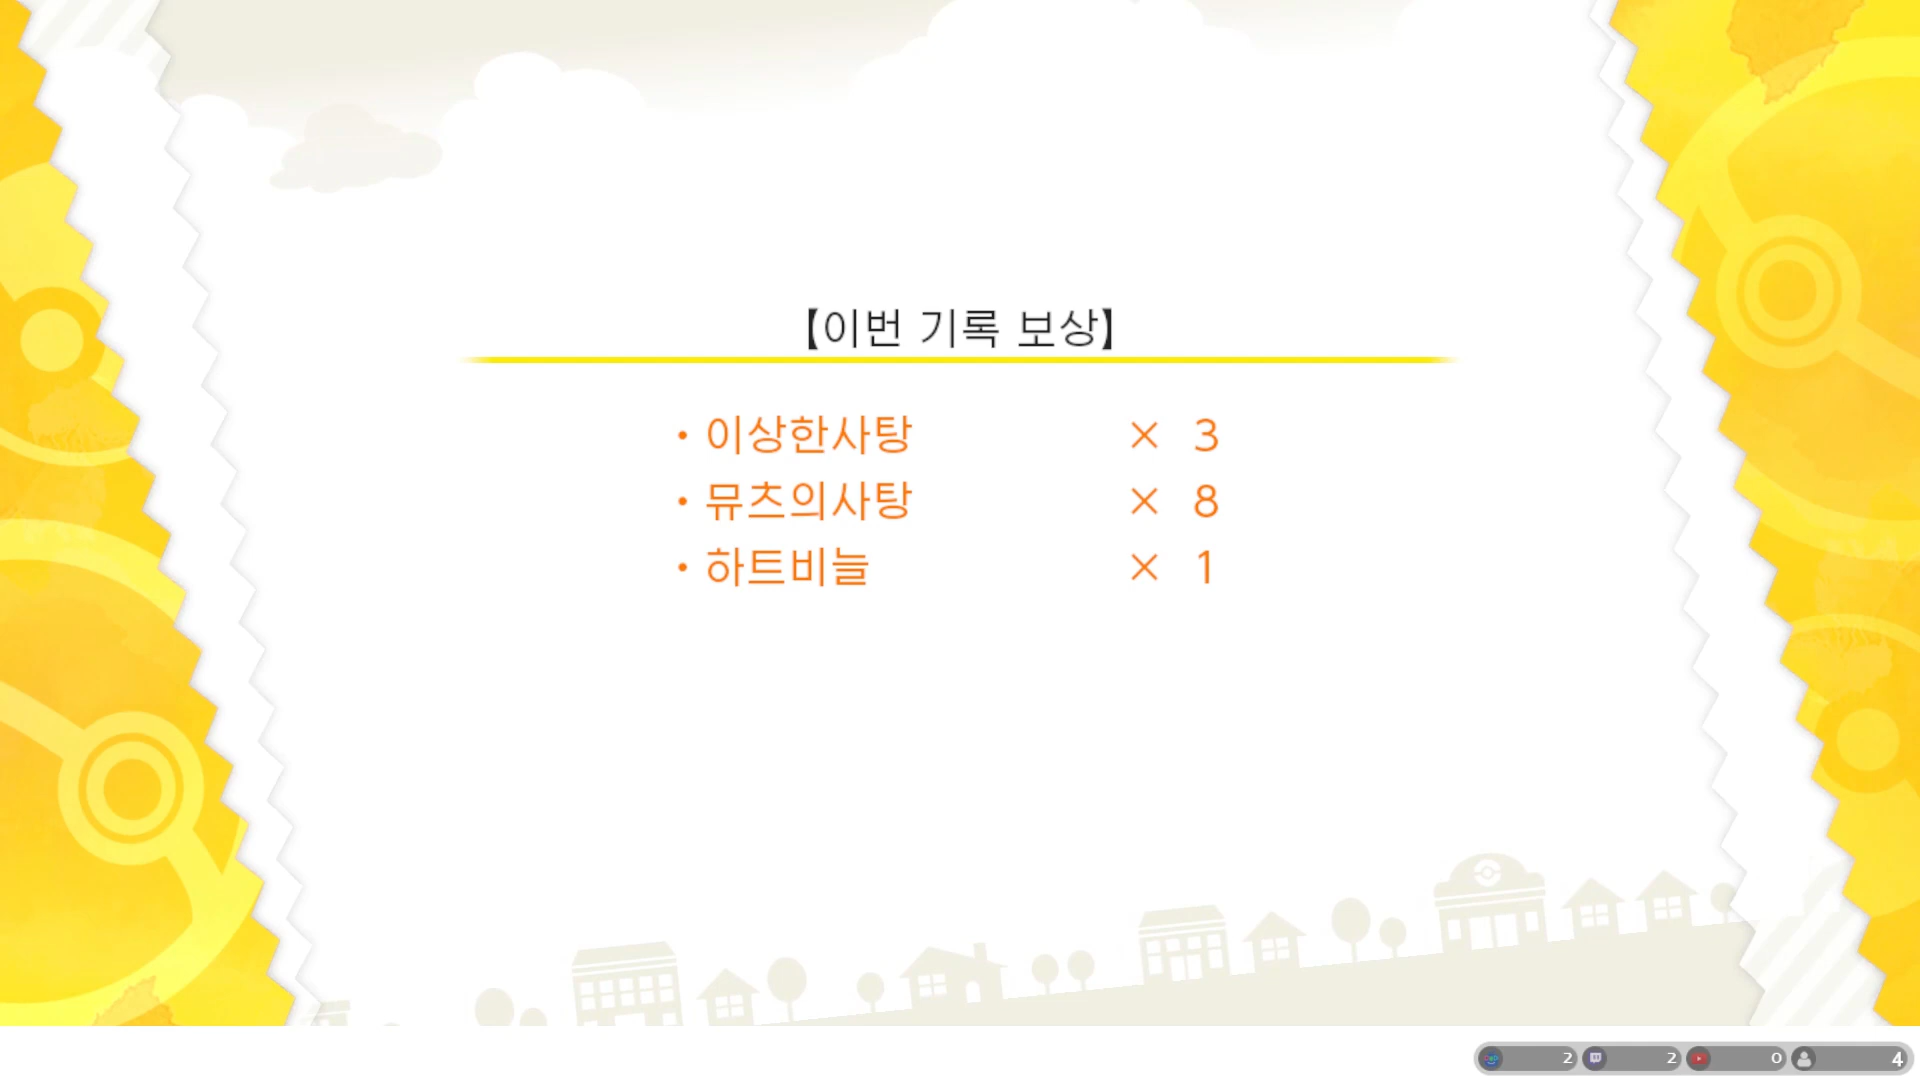 【이번 기록 보상】
・이상한사탕 × 3
・뮤츠의사탕 × 8
・하트비늘 × 1
2 2 0 4